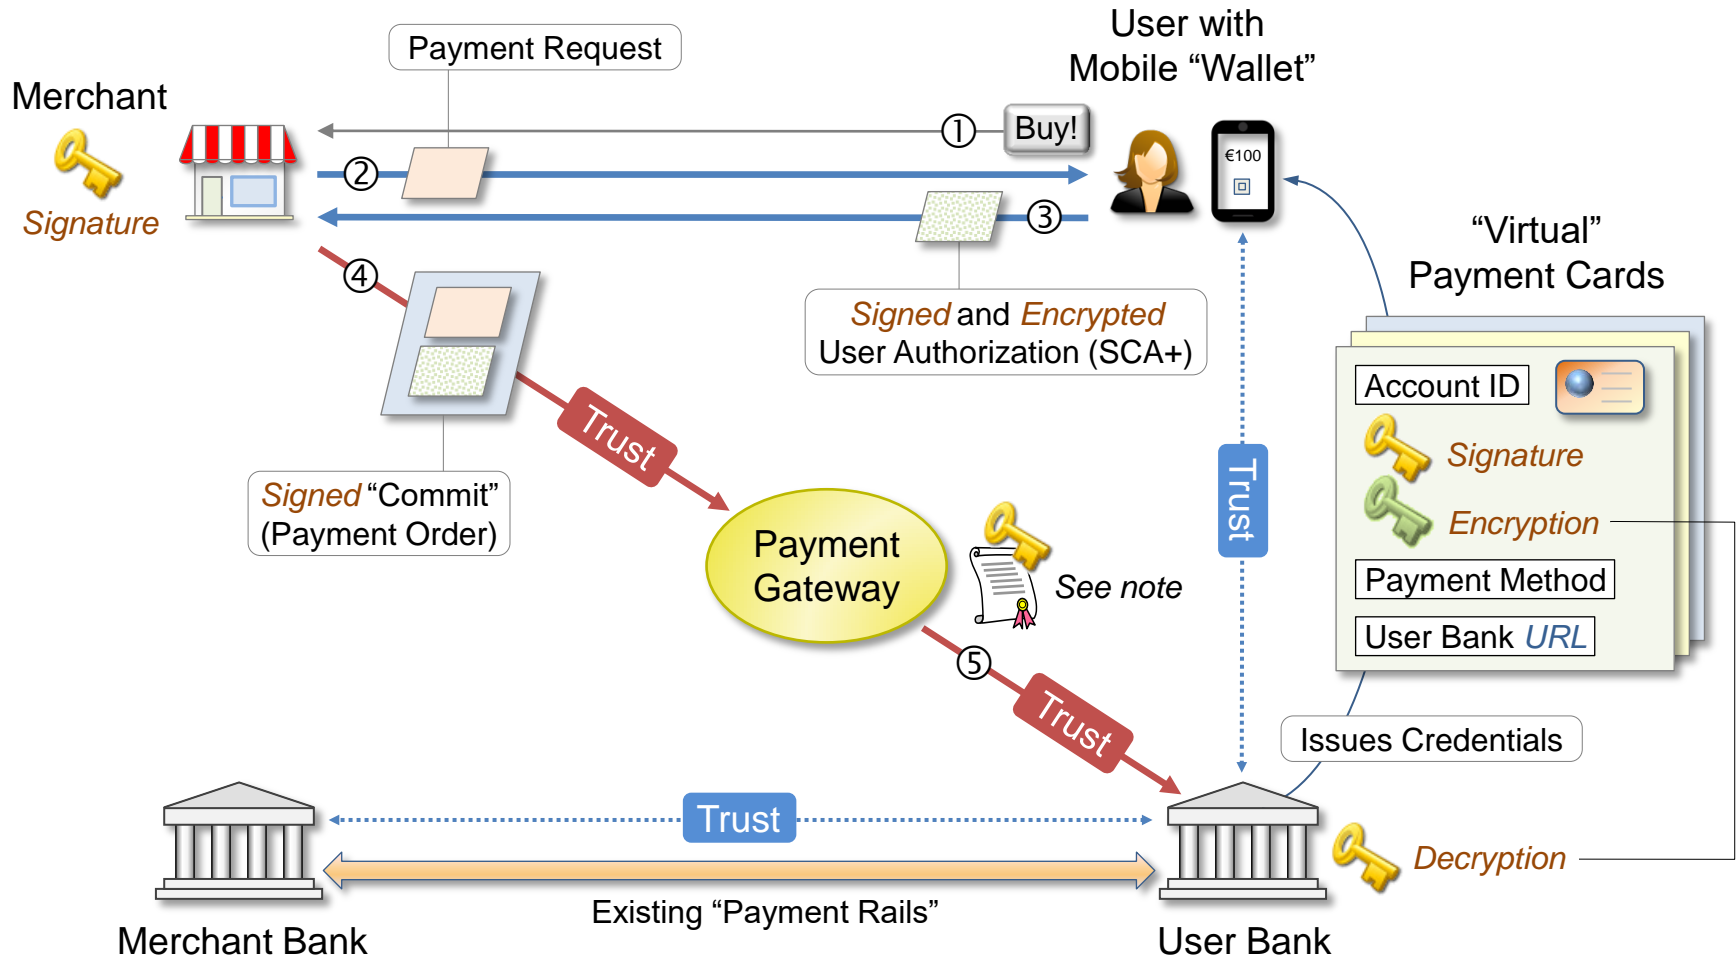 Payment Request
User with
Mobile “Wallet”
Merchant
Signature
①
Buy!
€100
②
③
④
Signed and Encrypted
User Authorization (SCA+)
“Virtual”
Payment Cards
Account ID
Signature
Encryption
Payment Method
User Bank URL
Trust
Trust
Signed “Commit”
(Payment Order)
Payment
Gateway
See note
⑤
Trust
Issues Credentials
Trust
Decryption
Existing “Payment Rails”
Merchant Bank
User Bank